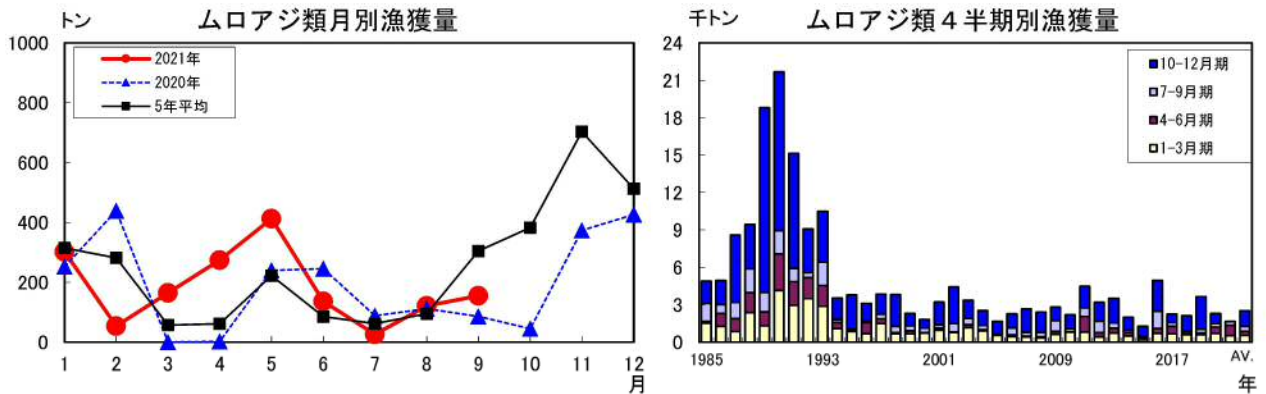 トン ムロアジ類月別漁獲量
1000
800
600
400
200
0
2021年
2020年
5年平均
1 2 3 4 5 6 7 8 9 10 11 12
月
千トン ムロアジ類４半期別漁獲量
24
21
18
15
12
9
6
3
0
10-12月期
7-9月期
4-6月期
1-3月期
1985 1993 2001 2009 2017 AV.
年